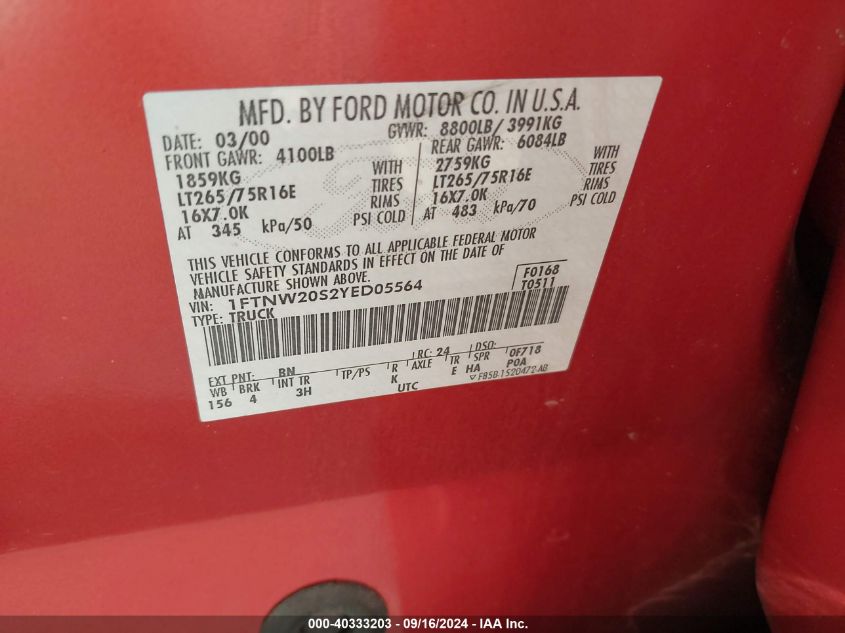 MFD. BY FORD MOTOR CO. IN U.S.A.
DATE: 03/00 GVWR: 8800LB/ 3991KG
FRONT GAWR: 4100LB REAR GAWR: 6084LB
1859KG WITH 2759KG WITH
LT265/75R16E TIRES LT265/75R16E TIRES
16X7.0K RIMS 16X7.0K RIMS
AT 345 kPa/50 PSI COLD AT 483 kPa/70 PSI COLD
THIS VEHICLE CONFORMS TO ALL APPLICABLE FEDERAL MOTOR
VEHICLE SAFETY STANDARDS IN EFFECT ON THE DATE OF
MANUFACTURE SHOWN ABOVE.
VIN: 1FTNW20S2YED05564 F0168
TYPE: TRUCK T0511
EXT PNT: BN RC: 24 DSO:
WB BRK INT TR TP/PS R AXLE TR SPR 0F718
156 4 3H K E HA P0A
UTC F85B-1520472-AB
000-40333203 - 09/16/2024 - IAA Inc.